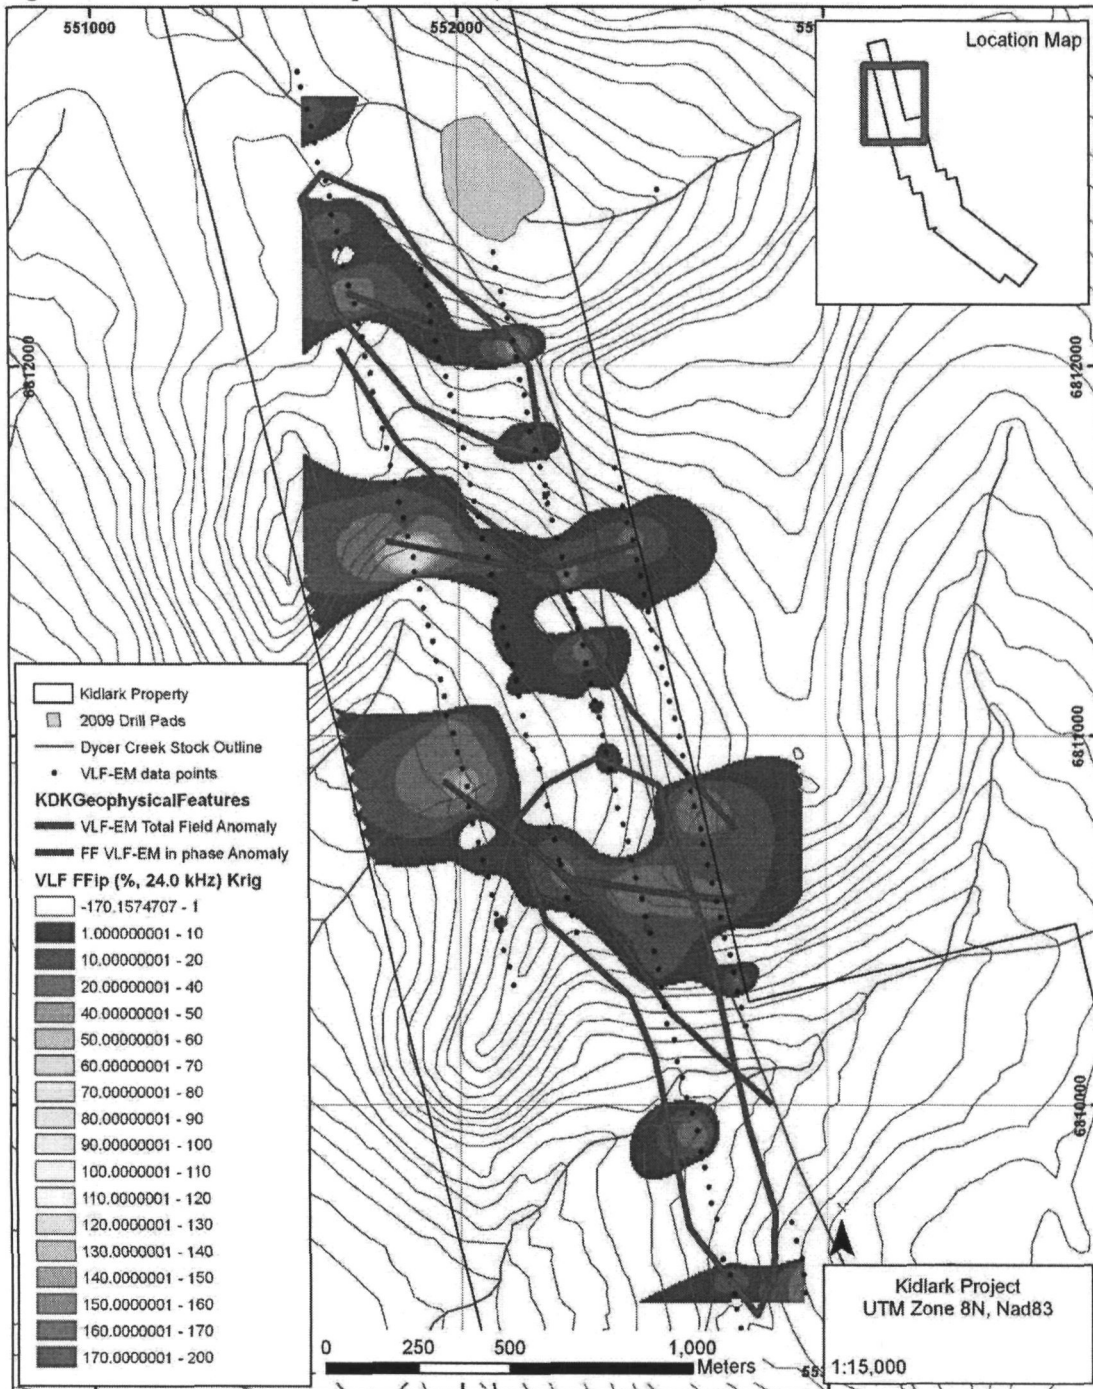 551000
552000
55
Location Map
6812000
6812000
6811000
6810000
Kidlark Property
2009 Drill Pads
Dycer Creek Stock Outline
VLF-EM data points
KDKGeophysicalFeatures
VLF-EM Total Field Anomaly
FF VLF-EM in phase Anomaly
VLF FFip (%, 24.0 kHz) Krig
-170.1574707 - 1
1.000000001 - 10
10.00000001 - 20
20.00000001 - 40
40.00000001 - 50
50.00000001 - 60
60.00000001 - 70
70.00000001 - 80
80.00000001 - 90
90.00000001 - 100
100.0000001 - 110
110.0000001 - 120
120.0000001 - 130
130.0000001 - 140
140.0000001 - 150
150.0000001 - 160
160.0000001 - 170
170.0000001 - 200
Kidlark Project
UTM Zone 8N, Nad83
0 250 500 1,000
Meters
1:15,000